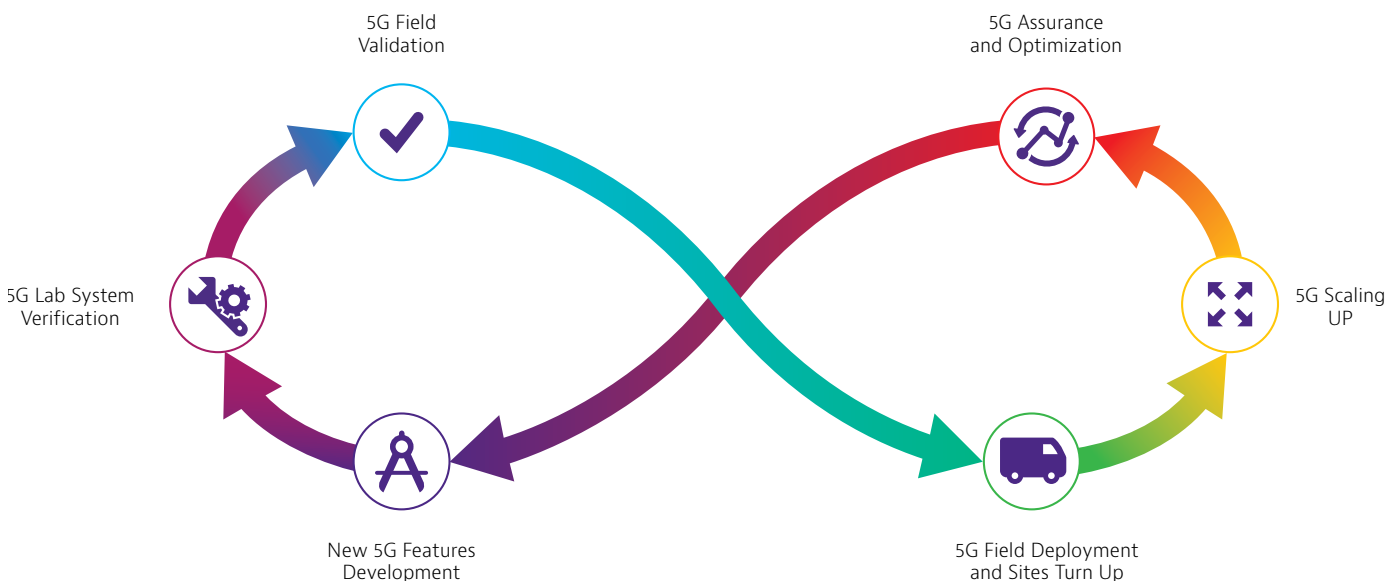 5G Field
Validation
5G Assurance
and Optimization
5G Lab System
Verification
5G Scaling
UP
New 5G Features
Development
5G Field Deployment
and Sites Turn Up